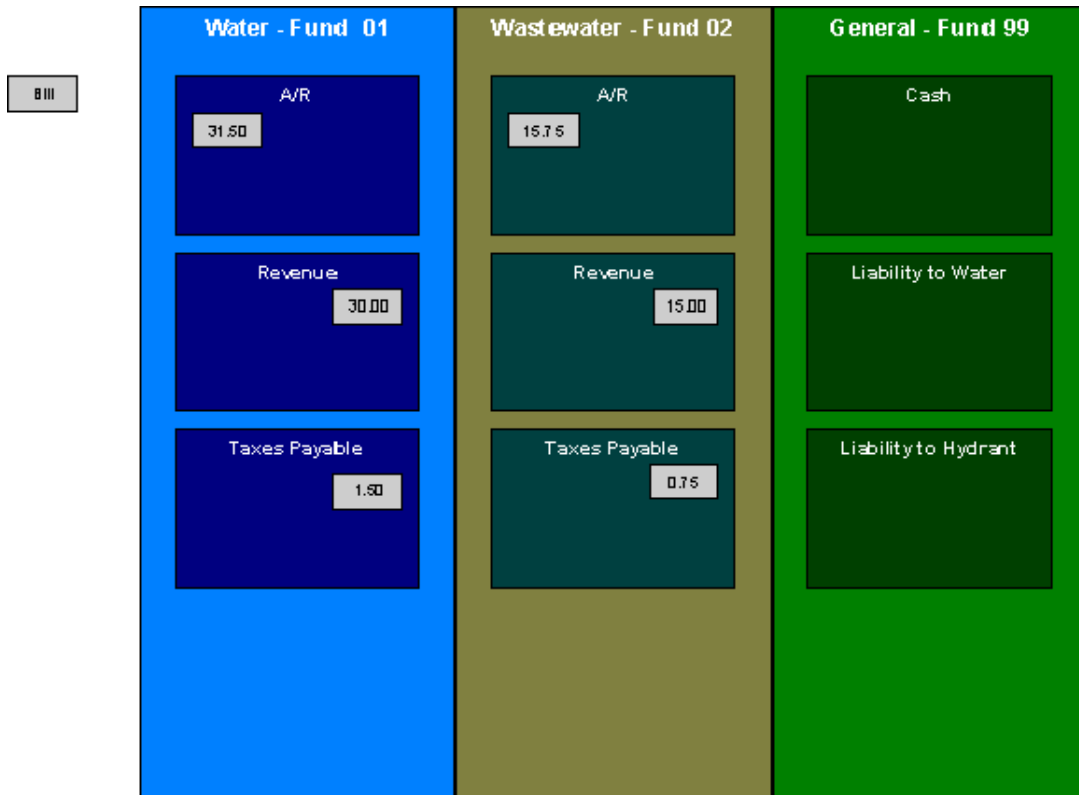 Water - Fund 01
Wastewater - Fund 02
General - Fund 99
Bill
A/R
31.50
A/R
15.75
Cash
Revenue
30.00
Revenue
15.00
Liability to Water
Taxes Payable
1.50
Taxes Payable
0.75
Liability to Hydrant